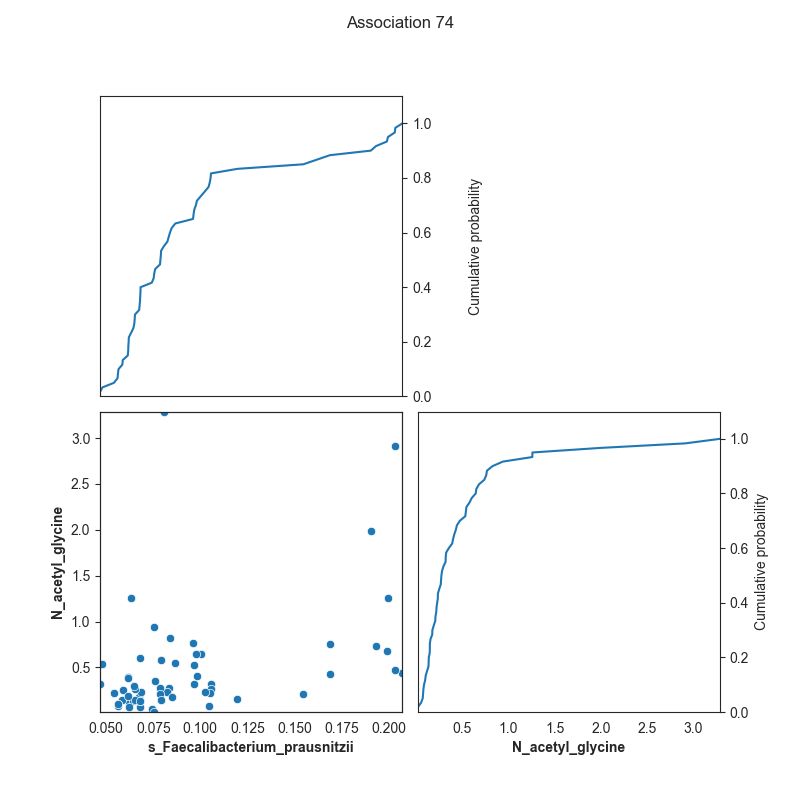 Association 74
1.0
0.8
0.6
0.4
0.2
0.0
Cumulative probability
3.0
2.5
2.0
1.5
1.0
0.5
N_acetyl_glycine
0.050 0.075 0.100 0.125 0.150 0.175 0.200
s_Faecalibacterium_prausnitzii
1.0
0.8
0.6
0.4
0.2
0.0
Cumulative probability
0.5 1.0 1.5 2.0 2.5 3.0
N_acetyl_glycine